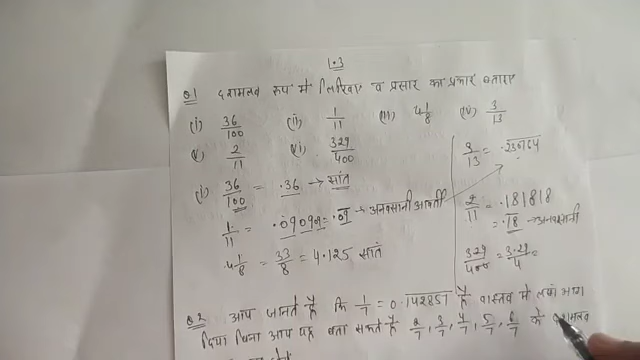 1.3
Q1 दशमलव रूप में लिखिए व प्रसार का प्रकार बताए
(i) 36/100 (ii) 1/11 (iii) 4 1/8 (iv) 3/13
(v) 2/11 (vi) 329/400
(i) 36/100 = .36 → सांत
1/11 = .090909 = .09 → अनवसानी आवर्ती
4 1/8 = 33/8 = 4.125 सांत
3/13 =
2/11 = .181818
= .18 → अनवसानी
329/400 = 3.29/4 =
Q2 आप जानते हैं कि 1/7 = 0.142857 है वास्तव में लम्बा भाग
दिया बिना आप यह बता सकते हैं 2/7, 3/7, 4/7, 5/7, 6/7 के दशमलव